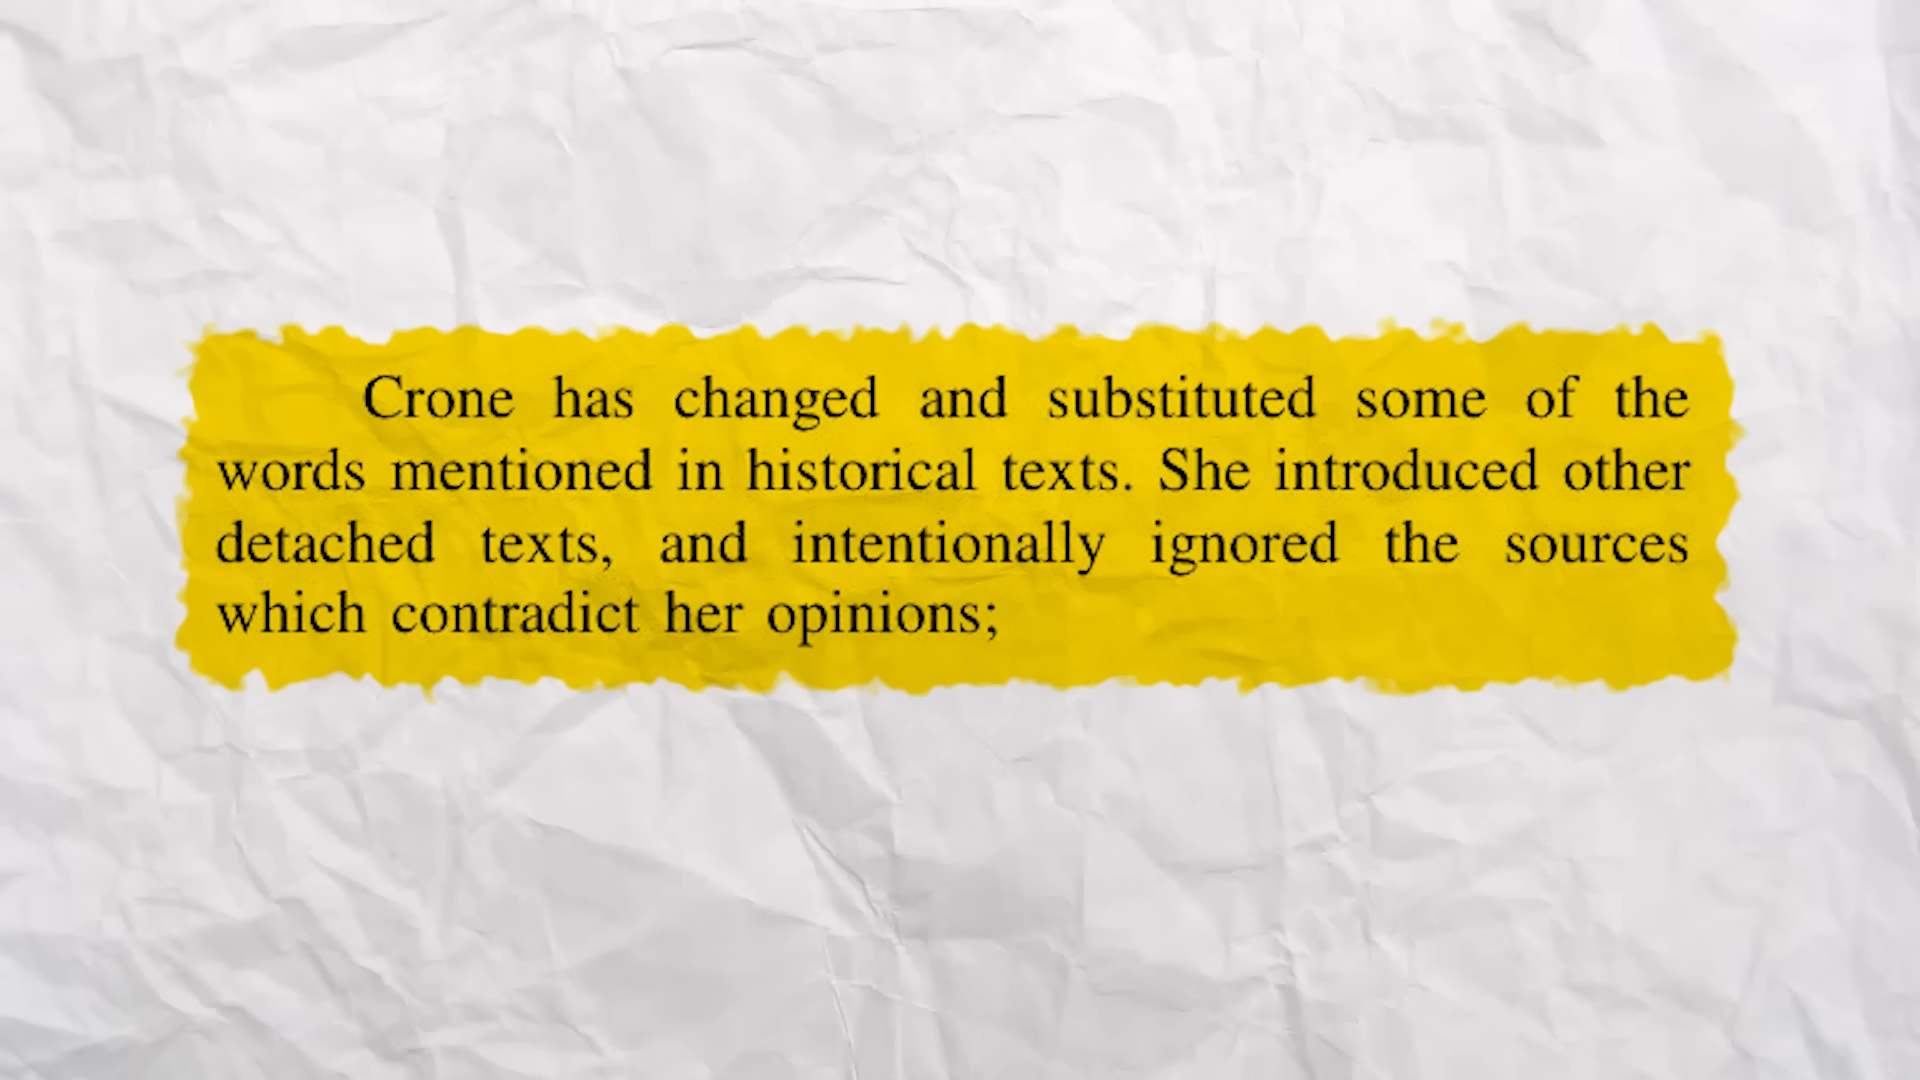 Crone has changed and substituted some of the
words mentioned in historical texts. She introduced other
detached texts, and intentionally ignored the sources
which contradict her opinions;